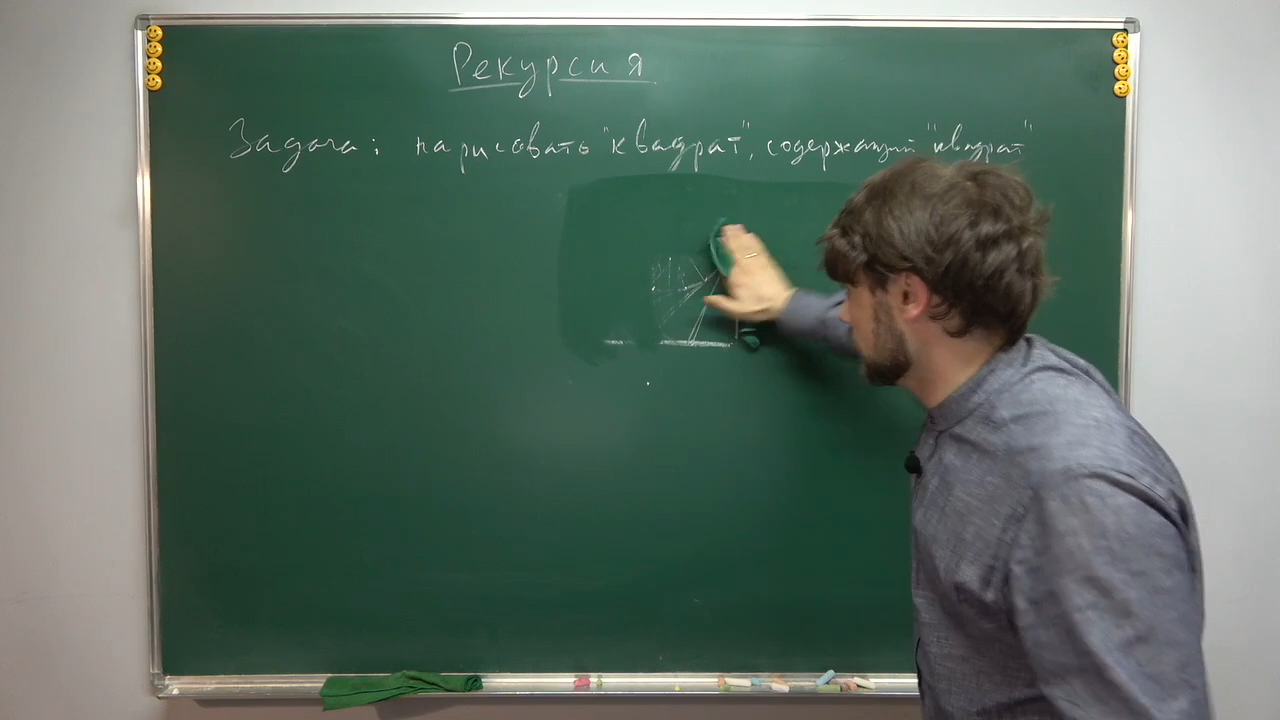 Рекурсия
Задача: нарисовать "квадрат", содержащий "квадрат"